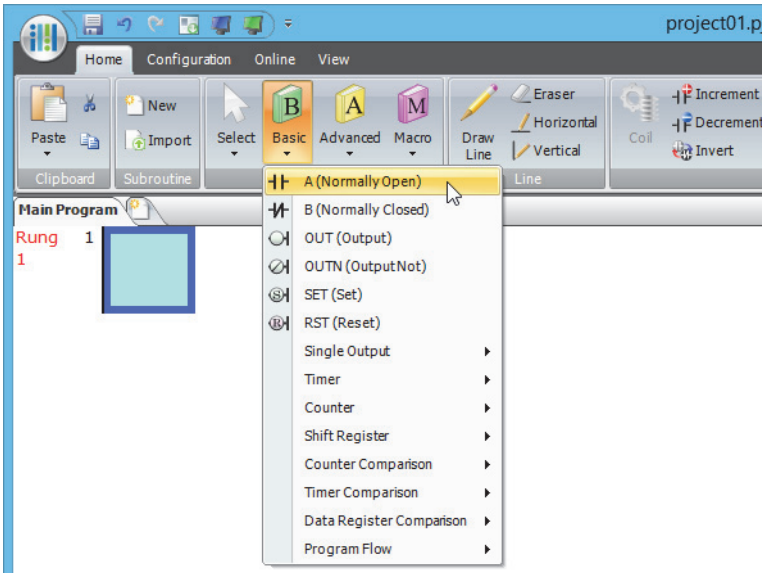 project01.pj
Home Configuration Online View
Paste
New
Import
Select
B
Basic
A
Advanced
M
Macro
Draw
Line
Eraser
Horizontal
Vertical
Coil
Increment
Decrement
Invert
Clipboard Subroutine Line
A (Normally Open)
B (Normally Closed)
OUT (Output)
OUTN (Output Not)
S SET (Set)
R RST (Reset)
Single Output
Timer
Counter
Shift Register
Counter Comparison
Timer Comparison
Data Register Comparison
Program Flow
Main Program
Rung 1
1